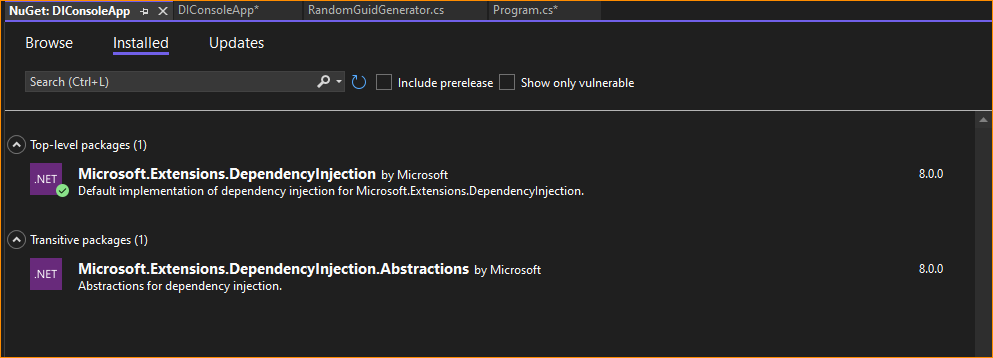 NuGet: DIConsoleApp DIConsoleApp* RandomGuidGenerator.cs Program.cs*
Browse Installed Updates
Search (Ctrl+L) Include prerelease Show only vulnerable
Top-level packages (1)
.NET Microsoft.Extensions.DependencyInjection by Microsoft 8.0.0
Default implementation of dependency injection for Microsoft.Extensions.DependencyInjection.
Transitive packages (1)
.NET Microsoft.Extensions.DependencyInjection.Abstractions by Microsoft 8.0.0
Abstractions for dependency injection.